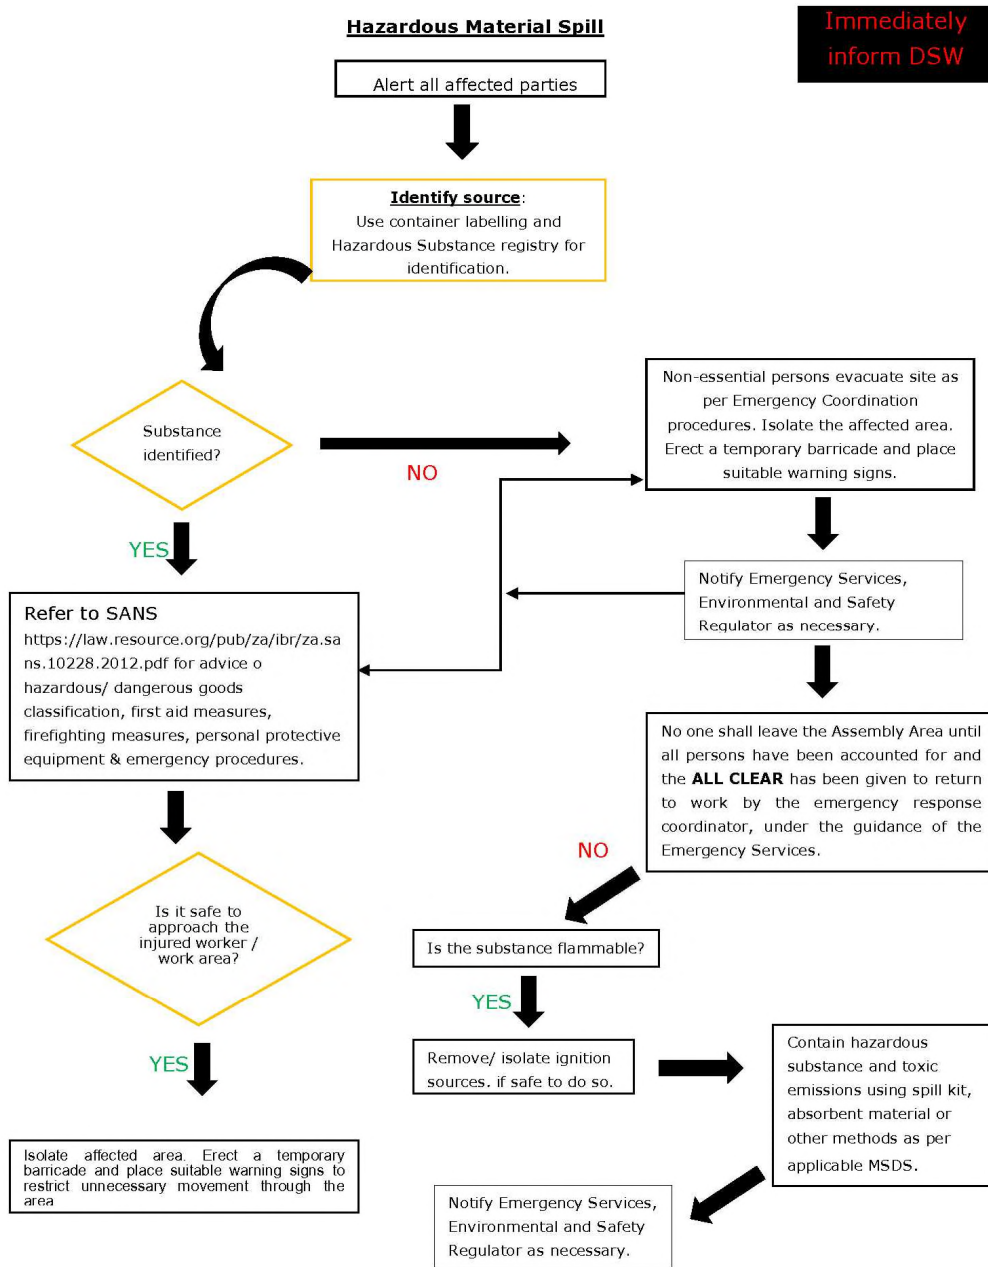 Hazardous Material Spill
Immediately
inform DSW
Alert all affected parties
Identify source:
Use container labelling and
Hazardous Substance registry for
identification.
Substance
identified?
NO
YES
Non-essential persons evacuate site as
per Emergency Coordination
procedures. Isolate the affected area.
Erect a temporary barricade and place
suitable warning signs.
Notify Emergency Services,
Environmental and Safety
Regulator as necessary.
Refer to SANS
https://law.resource.org/pub/za/ibr/za.sa
ns.10228.2012.pdf for advice o
hazardous/ dangerous goods
classification, first aid measures,
firefighting measures, personal protective
equipment & emergency procedures.
No one shall leave the Assembly Area until
all persons have been accounted for and
the ALL CLEAR has been given to return
to work by the emergency response
coordinator, under the guidance of the
Emergency Services.
NO
Is it safe to
approach the
injured worker /
work area?
YES
Isolate affected area. Erect a temporary
barricade and place suitable warning signs to
restrict unnecessary movement through the
area
Is the substance flammable?
YES
Remove/ isolate ignition
sources. if safe to do so.
Contain hazardous
substance and toxic
emissions using spill kit,
absorbent material or
other methods as per
applicable MSDS.
Notify Emergency Services,
Environmental and Safety
Regulator as necessary.